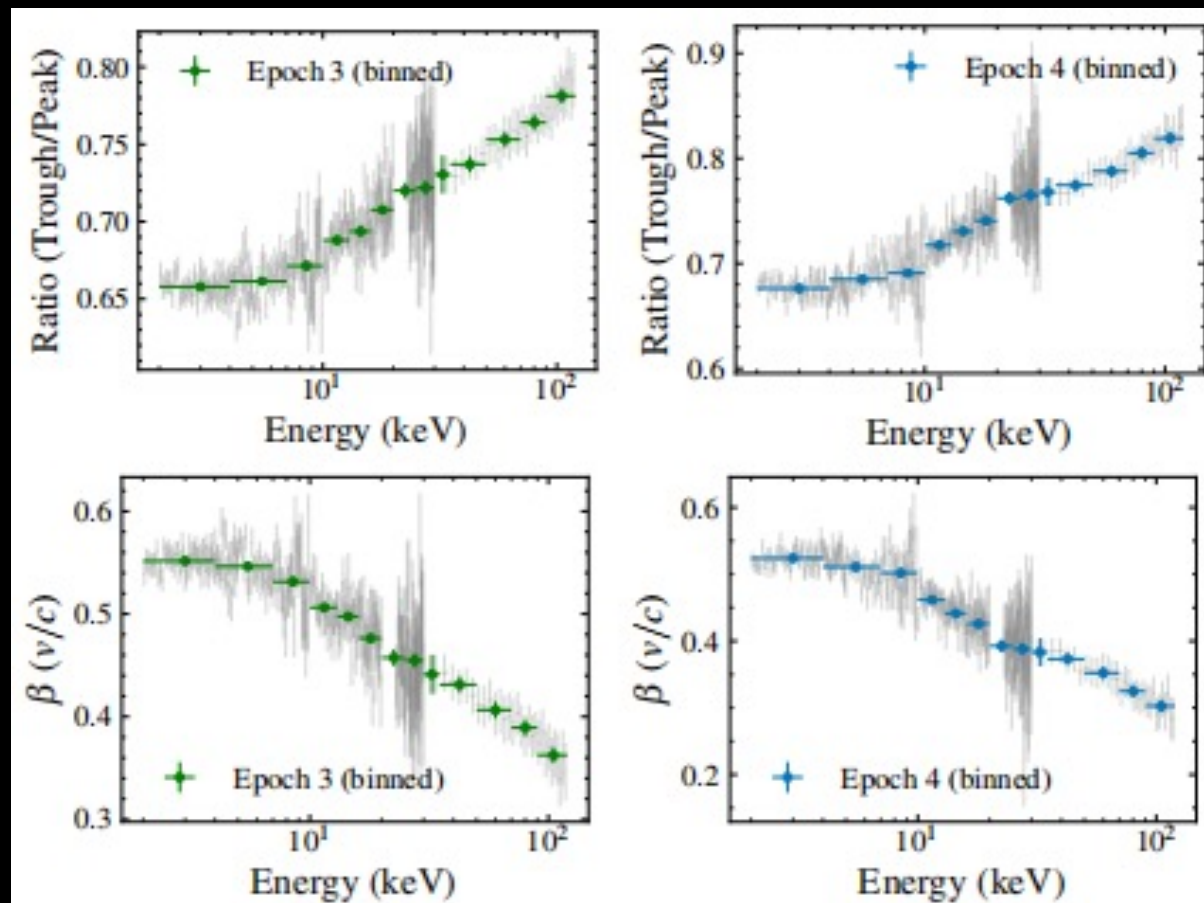 Epoch 3 (binned)
Ratio (Trough/Peak)
0.80
0.75
0.70
0.65
10¹
10²
Energy (keV)
Epoch 4 (binned)
Ratio (Trough/Peak)
0.9
0.8
0.7
0.6
10¹
10²
Energy (keV)
β (v/c)
0.6
0.5
0.4
0.3
Epoch 3 (binned)
10¹
10²
Energy (keV)
β (v/c)
0.6
0.4
0.2
Epoch 4 (binned)
10¹
10²
Energy (keV)